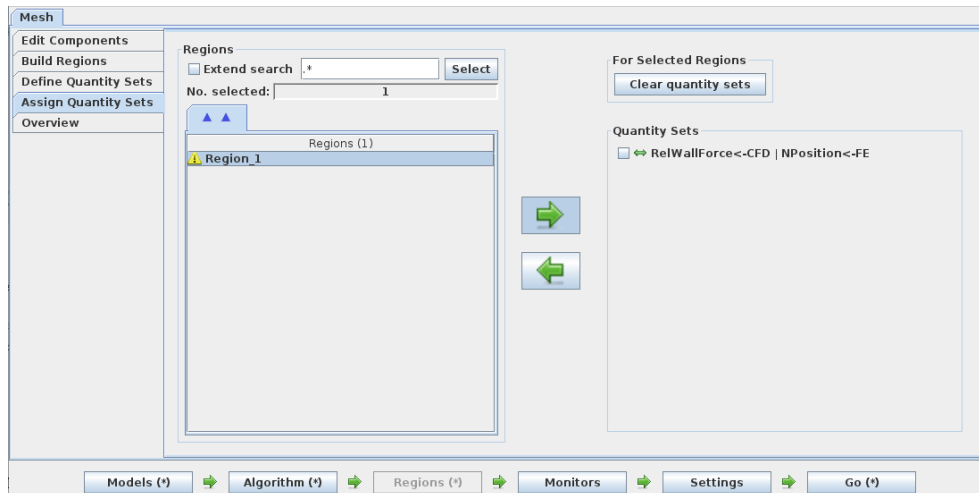 Mesh
Edit Components
Build Regions
Define Quantity Sets
Assign Quantity Sets
Overview
Regions
Extend search .* Select
No. selected: 1
Regions (1)
Region_1
For Selected Regions
Clear quantity sets
Quantity Sets
RelWallForce<-CFD | NPosition<-FE
Models (*) Algorithm (*) Regions (*) Monitors Settings Go (*)